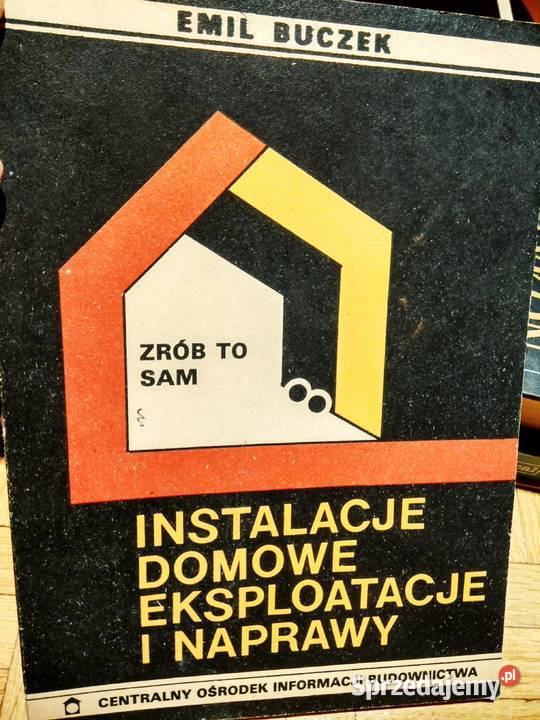 EMIL BUCZEK
ZRÓB TO
SAM
INSTALACJE
DOMOWE
EKSPLOATACJE
I NAPRAWY
CENTRALNY OŚRODEK INFORMACJI BUDOWNICTWA
Sprzedajemy.pl